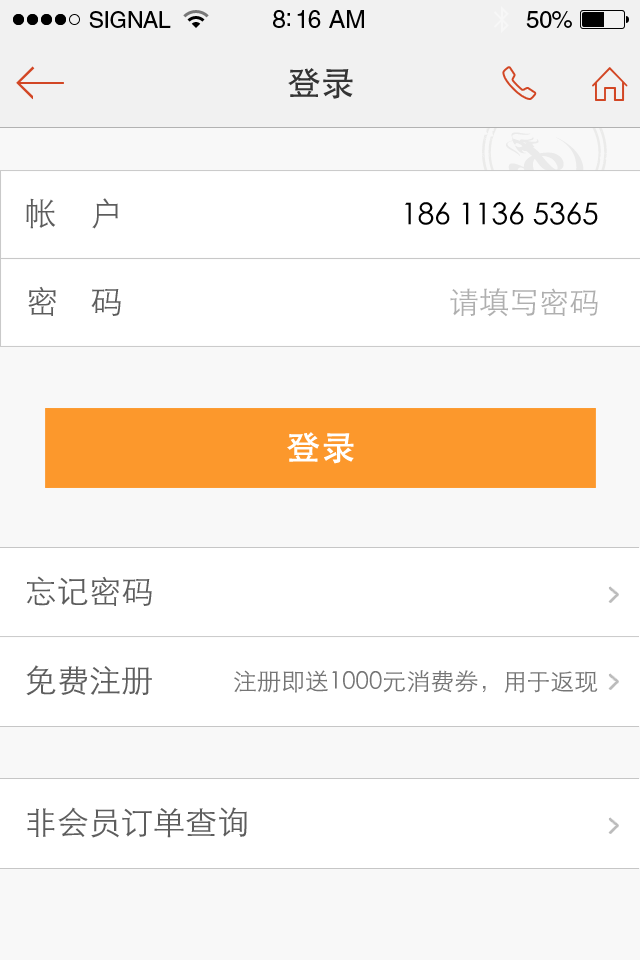 SIGNAL 8:16 AM 50%
登录
帐 户 186 1136 5365
密 码 请填写密码
登录
忘记密码
免费注册 注册即送1000元消费券，用于返现
非会员订单查询